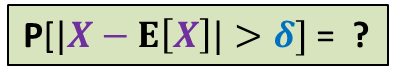 P[|X − E[X]| > δ] = ?